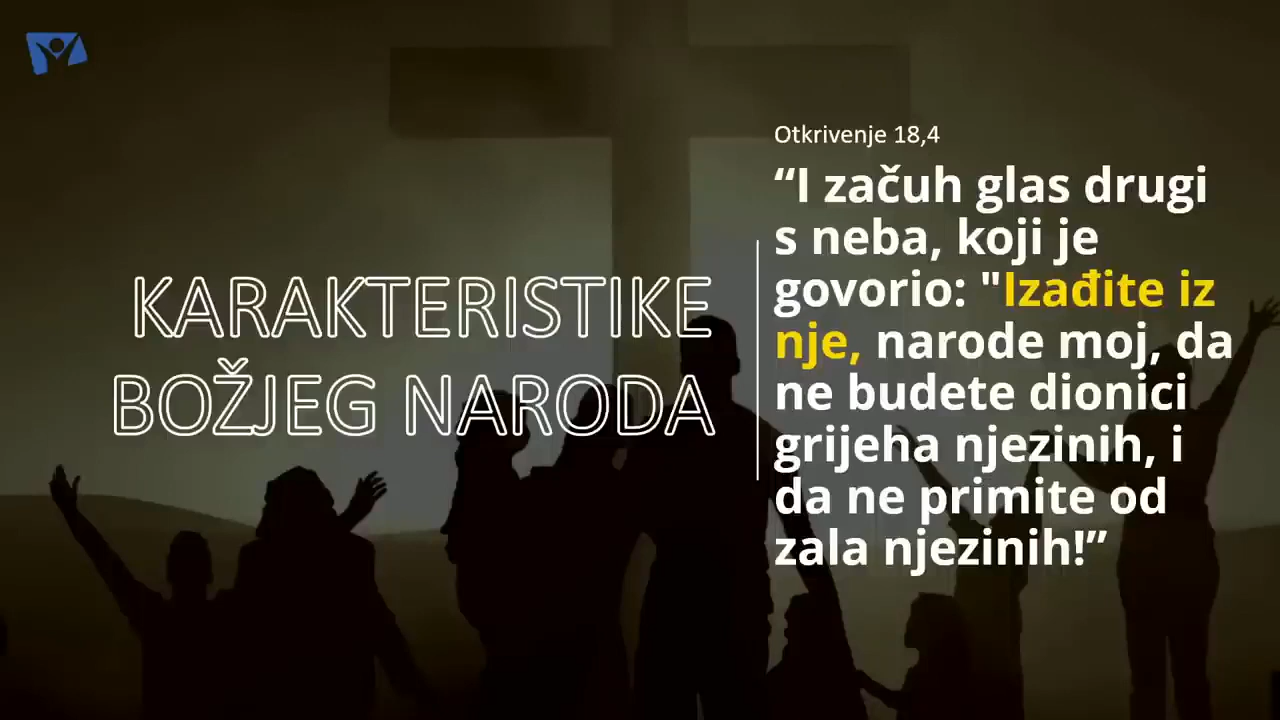 KARAKTERISTIKE
BOŽJEG NARODA
Otkrivenje 18,4
“I začuh glas drugi
s neba, koji je
govorio: "Izađite iz
nje, narode moj, da
ne budete dionici
grijeha njezinih, i
da ne primite od
zala njezinih!”